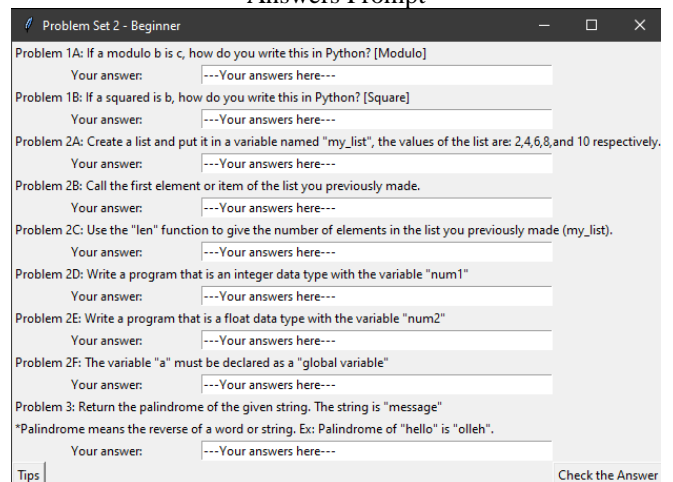 Answers Prompt
Problem Set 2 - Beginner
Problem 1A: If a modulo b is c, how do you write this in Python? [Modulo]
Your answer: ---Your answers here---
Problem 1B: If a squared is b, how do you write this in Python? [Square]
Your answer: ---Your answers here---
Problem 2A: Create a list and put it in a variable named "my_list", the values of the list are: 2,4,6,8,and 10 respectively.
Your answer: ---Your answers here---
Problem 2B: Call the first element or item of the list you previously made.
Your answer: ---Your answers here---
Problem 2C: Use the "len" function to give the number of elements in the list you previously made (my_list).
Your answer: ---Your answers here---
Problem 2D: Write a program that is an integer data type with the variable "num1"
Your answer: ---Your answers here---
Problem 2E: Write a program that is a float data type with the variable "num2"
Your answer: ---Your answers here---
Problem 2F: The variable "a" must be declared as a "global variable"
Your answer: ---Your answers here---
Problem 3: Return the palindrome of the given string. The string is "message"
*Palindrome means the reverse of a word or string. Ex: Palindrome of "hello" is "olleh".
Your answer: ---Your answers here---
Tips Check the Answer